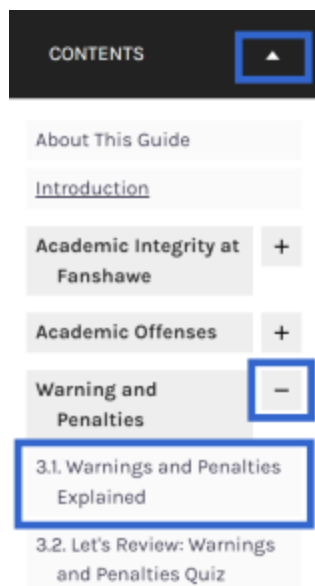 CONTENTS
About This Guide
Introduction
Academic Integrity at
Fanshawe
+
Academic Offenses
+
Warning and
Penalties
−
3.1. Warnings and Penalties
Explained
3.2. Let's Review: Warnings
and Penalties Quiz